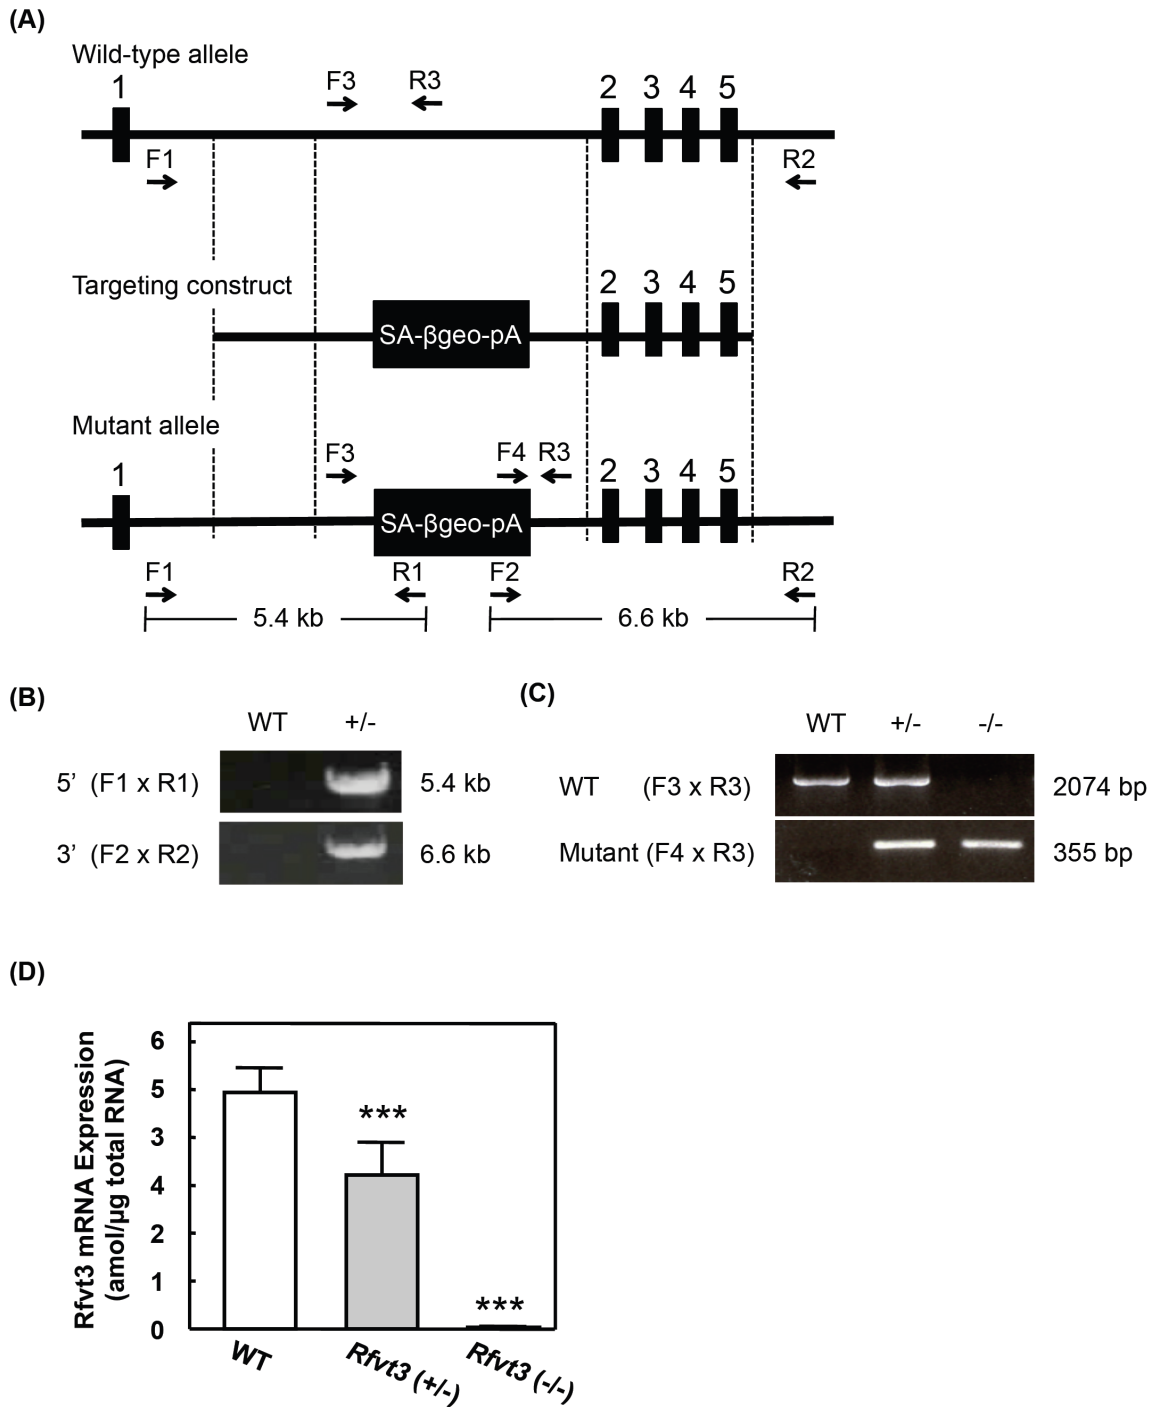 (A)
Wild-type allele
1 F3 R3 2 3 4 5
F1 R2
Targeting construct
2 3 4 5
SA-βgeo-pA
Mutant allele
1 F3 F4 R3 2 3 4 5
SA-βgeo-pA
F1 R1 F2 R2
5.4 kb 6.6 kb
(B)
WT +/-
5’ (F1 x R1) 5.4 kb
3’ (F2 x R2) 6.6 kb
(C)
WT +/- -/-
WT (F3 x R3) 2074 bp
Mutant (F4 x R3) 355 bp
(D)
Rfvt3 mRNA Expression
(amol/μg total RNA)
6
5
3
4
2
1
0
***
***
WT
Rfvt3 (+/-)
Rfvt3 (-/-)